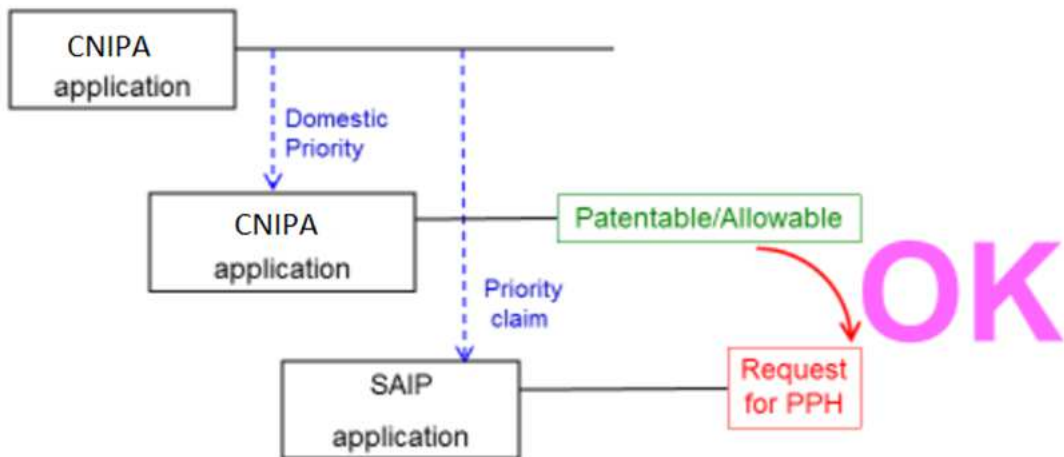 CNIPA
application
Domestic
Priority
CNIPA
application
Patentable/Allowable
OK
Priority
claim
SAIP
application
Request
for PPH